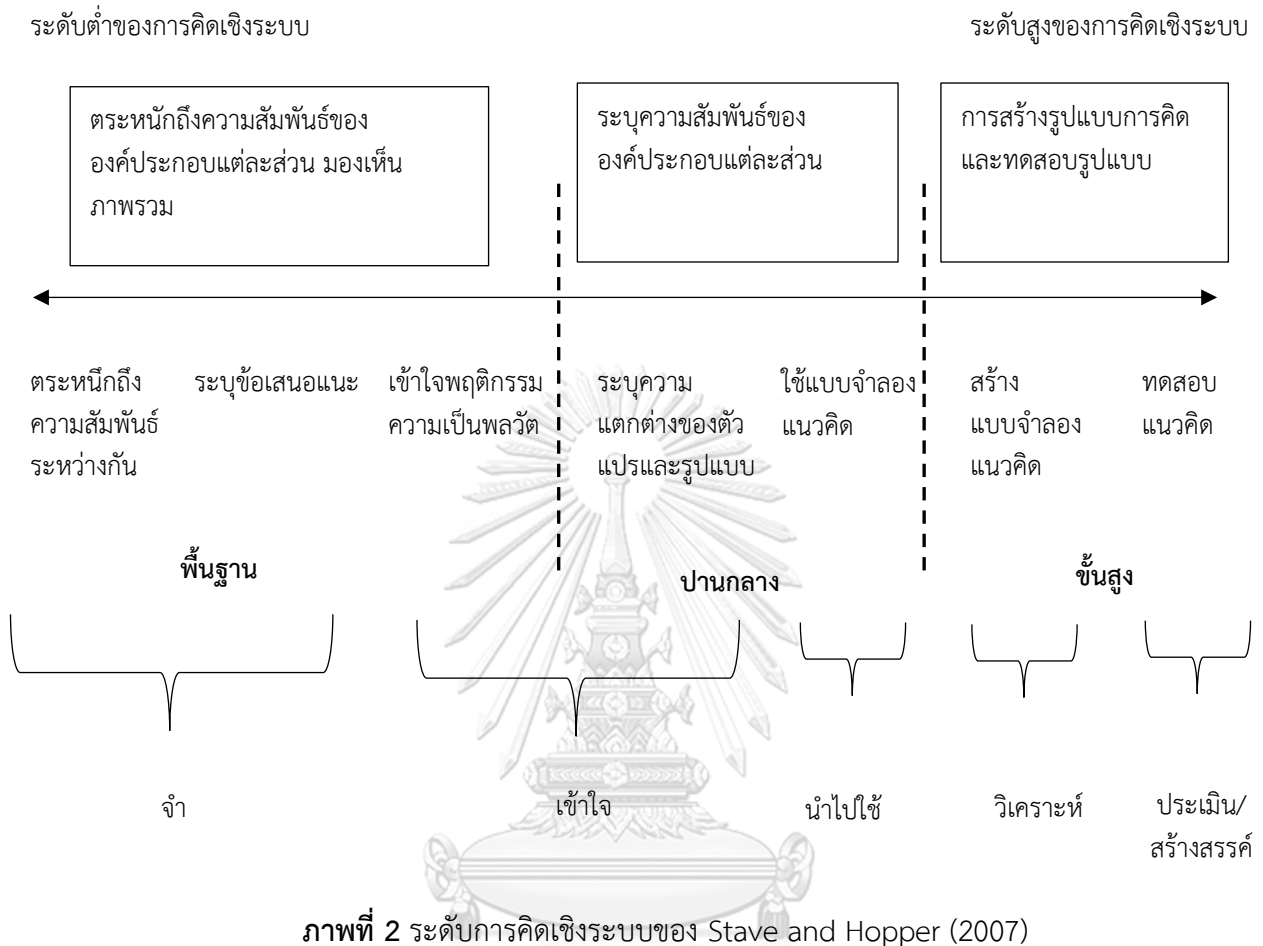 ระดับต่ำของการคิดเชิงระบบ
ระดับสูงของการคิดเชิงระบบ
ตระหนักถึงความสัมพันธ์ของ
องค์ประกอบแต่ละส่วน มองเห็น
ภาพรวม
ระบุความสัมพันธ์ของ
องค์ประกอบแต่ละส่วน
การสร้างรูปแบบการคิด
และทดสอบรูปแบบ
ตระหนึกถึง
ความสัมพันธ์
ระหว่างกัน
ระบุข้อเสนอแนะ
เข้าใจพฤติกรรม
ความเป็นพลวัต
ระบุความ
แตกต่างของตัว
แปรและรูปแบบ
ใช้แบบจำลอง
แนวคิด
สร้าง
แบบจำลอง
แนวคิด
ทดสอบ
แนวคิด
พื้นฐาน
ปานกลาง
ขั้นสูง
จำ
เข้าใจ
นำไปใช้
วิเคราะห์
ประเมิน/
สร้างสรรค์
ภาพที่ 2 ระดับการคิดเชิงระบบของ Stave and Hopper (2007)